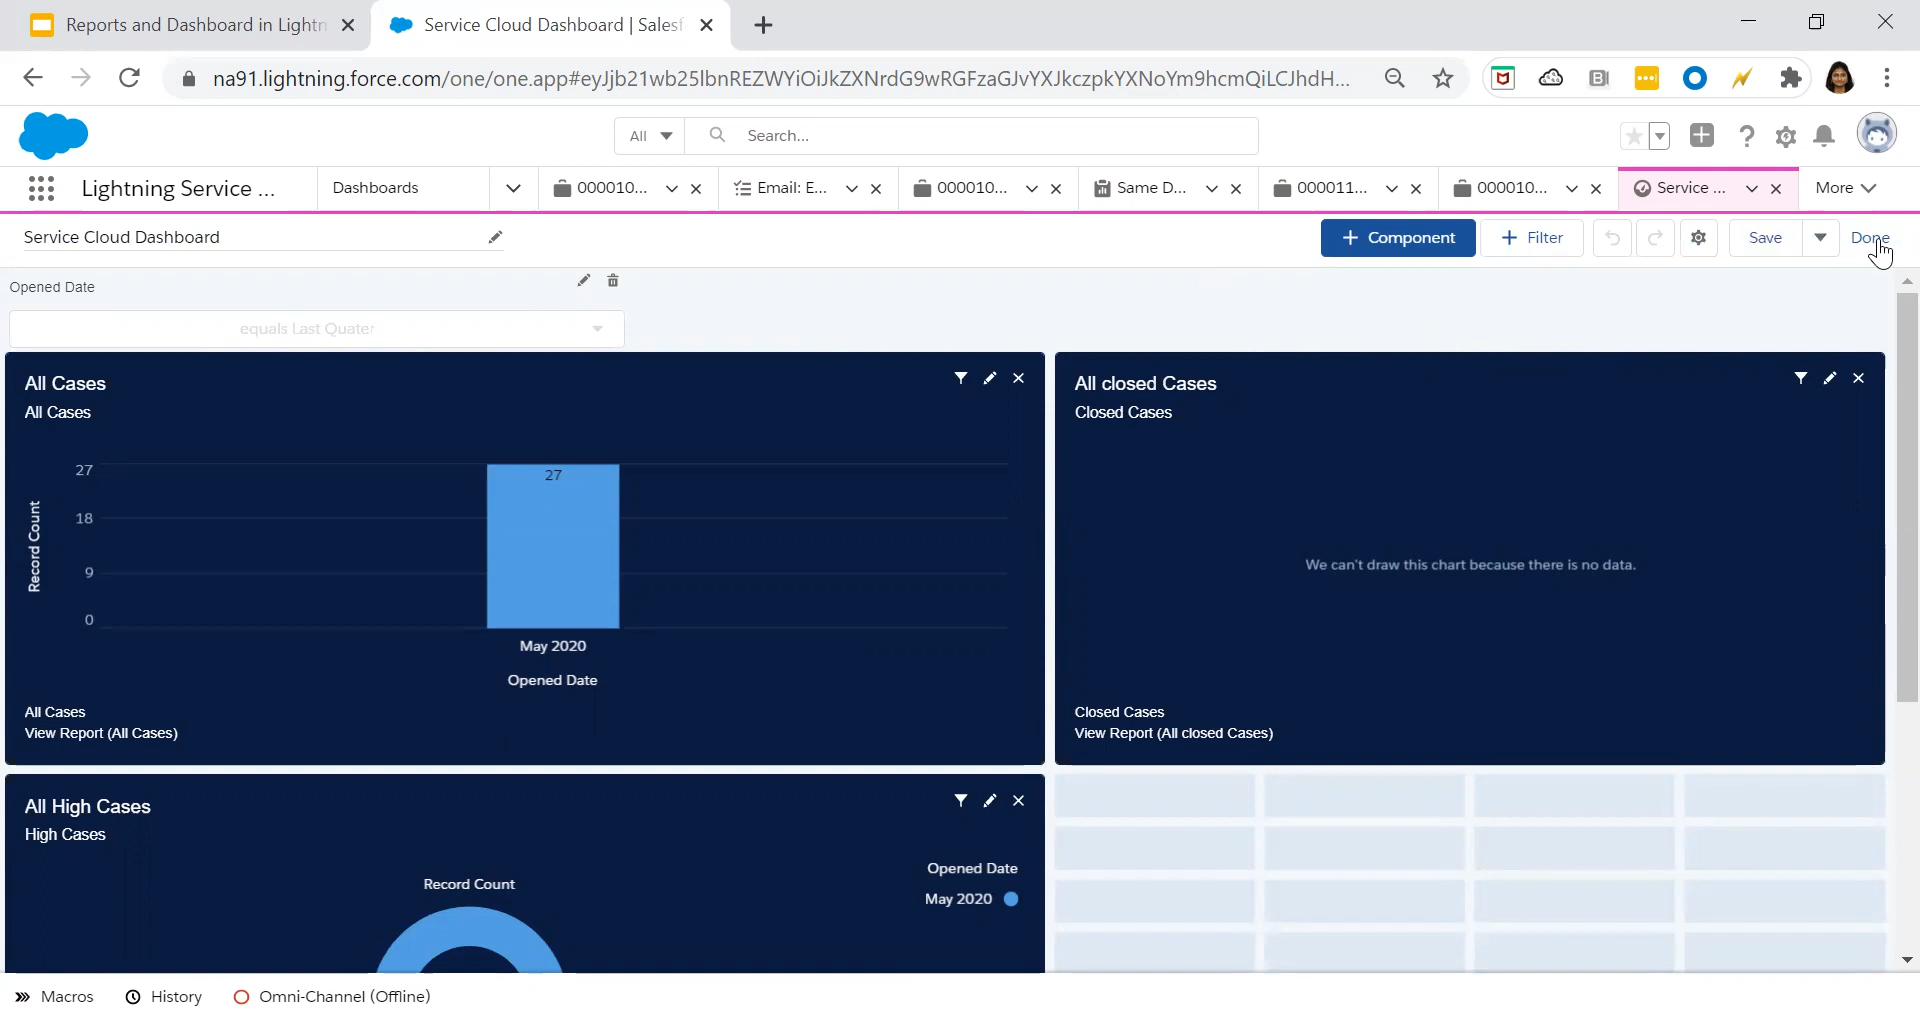 Reports and Dashboard in Lightn
Service Cloud Dashboard | Salesf
na91.lightning.force.com/one/one.app#eyJjb21wb25lbnREZWYiOiJkZXNrdG9wRGFzaGJvYXJkczpkYXNoYm9hcmQiLCJhdH...
All
Search...
Lightning Service ...
Dashboards
000010...
Email: E...
000010...
Same D...
000011...
000010...
Service ...
More
Service Cloud Dashboard
+ Component
+ Filter
Save
Done
Opened Date
equals Last Quater
All Cases
All Cases
27
18
9
0
Record Count
27
May 2020
Opened Date
All Cases
View Report (All Cases)
All closed Cases
Closed Cases
We can't draw this chart because there is no data.
Closed Cases
View Report (All closed Cases)
All High Cases
High Cases
Record Count
Opened Date
May 2020
Macros
History
Omni-Channel (Offline)